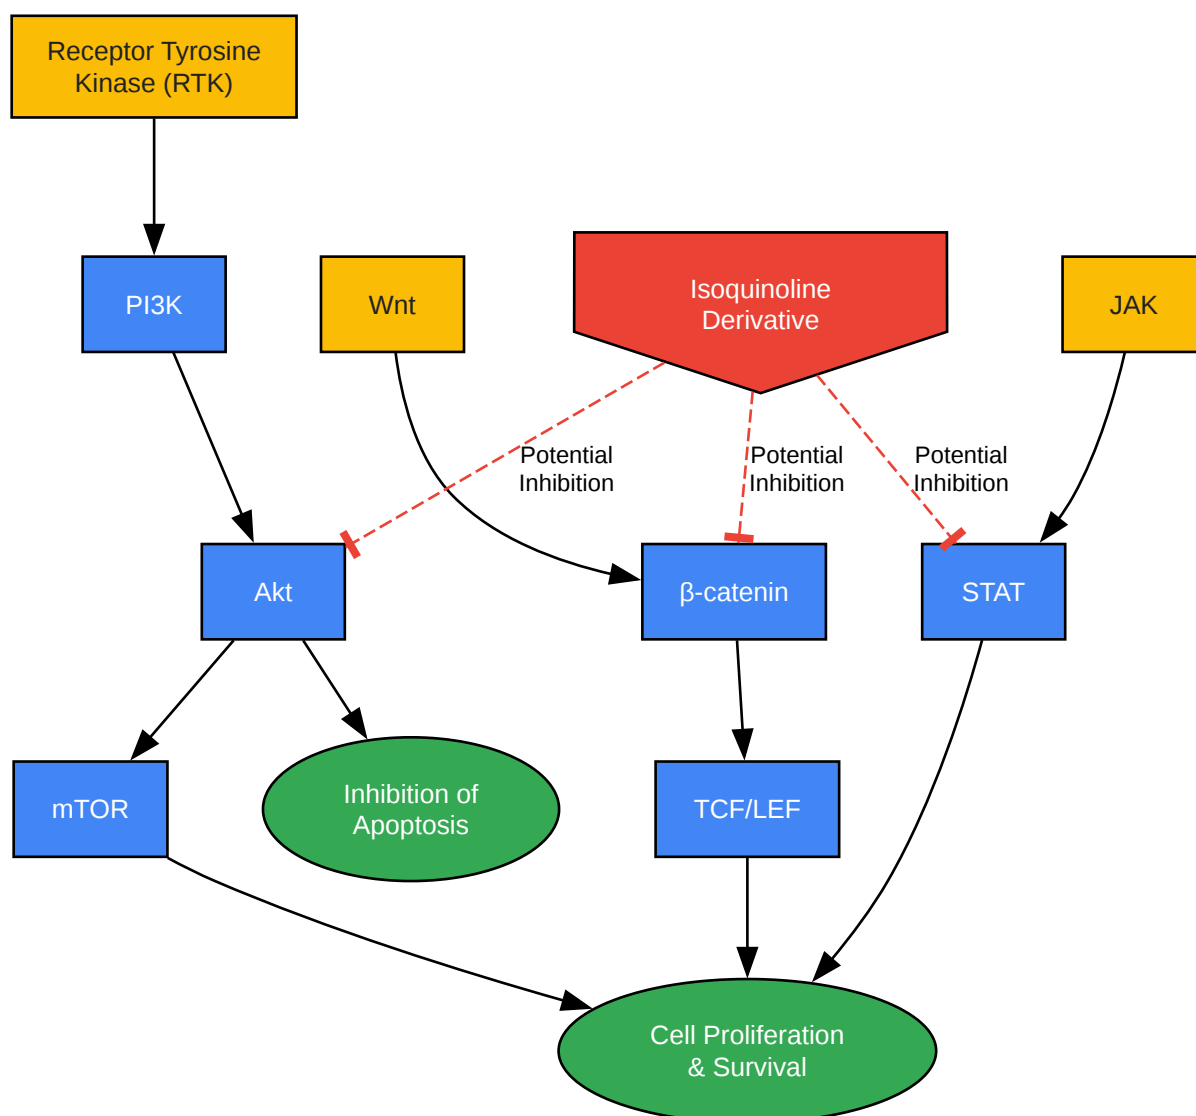 Receptor Tyrosine
Kinase (RTK)
PI3K
Wnt
Isoquinoline
Derivative
JAK
Potential
Inhibition
Potential
Inhibition
Potential
Inhibition
Akt
β-catenin
STAT
mTOR
Inhibition of
Apoptosis
TCF/LEF
Cell Proliferation
& Survival